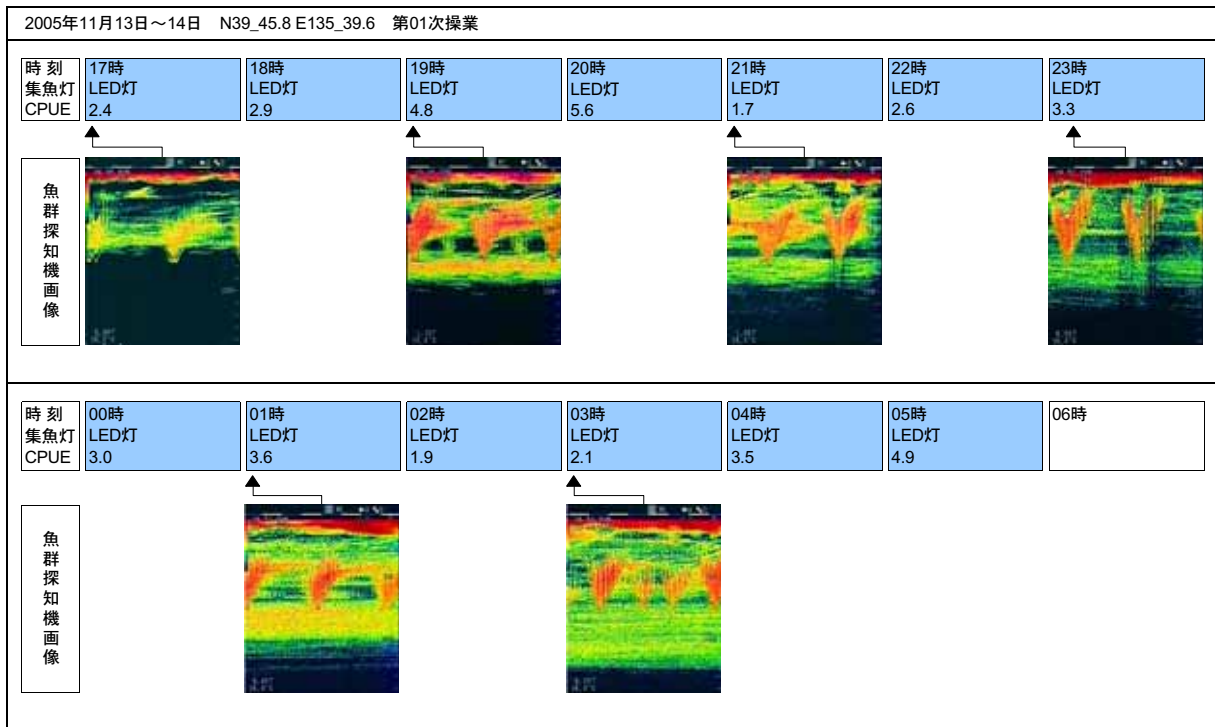 2005年11月13日～14日 N39_45.8 E135_39.6 第01次操業
時 刻
集魚灯
CPUE
17時
LED灯
2.4
18時
LED灯
2.9
19時
LED灯
4.8
20時
LED灯
5.6
21時
LED灯
1.7
22時
LED灯
2.6
23時
LED灯
3.3
魚群探知機画像
時 刻
集魚灯
CPUE
00時
LED灯
3.0
01時
LED灯
3.6
02時
LED灯
1.9
03時
LED灯
2.1
04時
LED灯
3.5
05時
LED灯
4.9
06時
魚群探知機画像